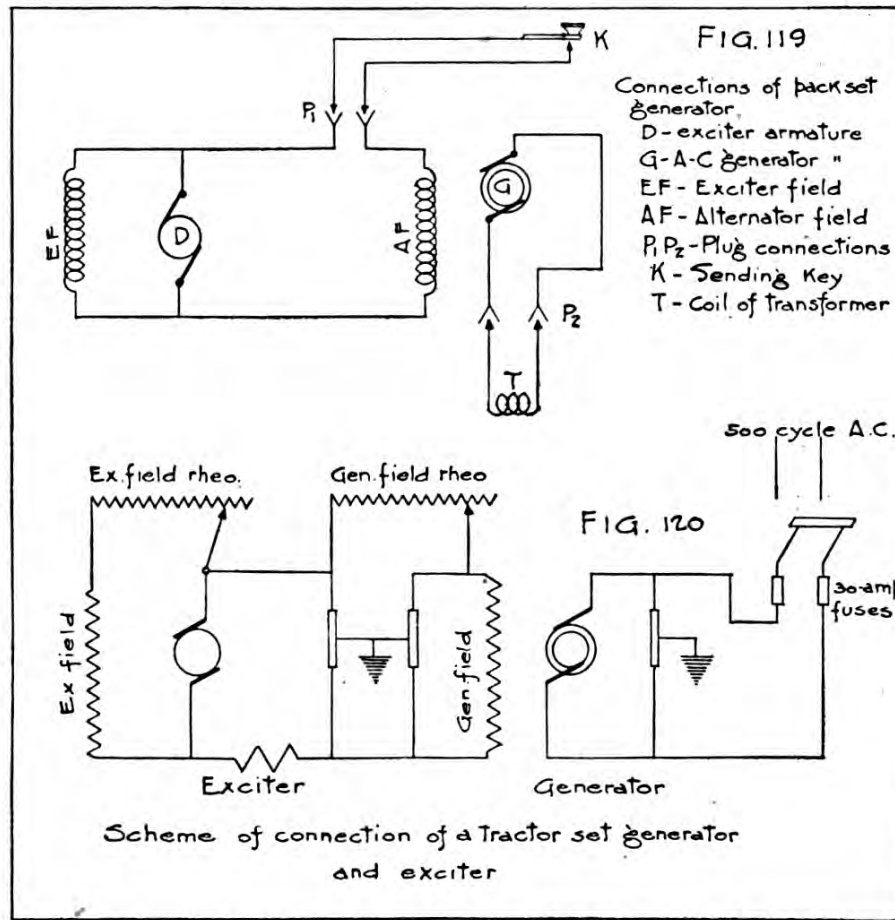 FIG. 119
K
Connections of packset
generator
D - exciter armature
G - A-C generator "
EF - Exciter field
AF - Alternator field
P₁ P₂ - Plug connections
K - Sending Key
T - Coil of transformer
P₁
EF
D
AF
G
P₂
T
500 cycle A.C.
Ex. field rheo.
Gen. field rheo
FIG. 120
30-amp
fuses
Ex field
Gen field
Exciter
Generator
Scheme of connection of a tractor set generator
and exciter